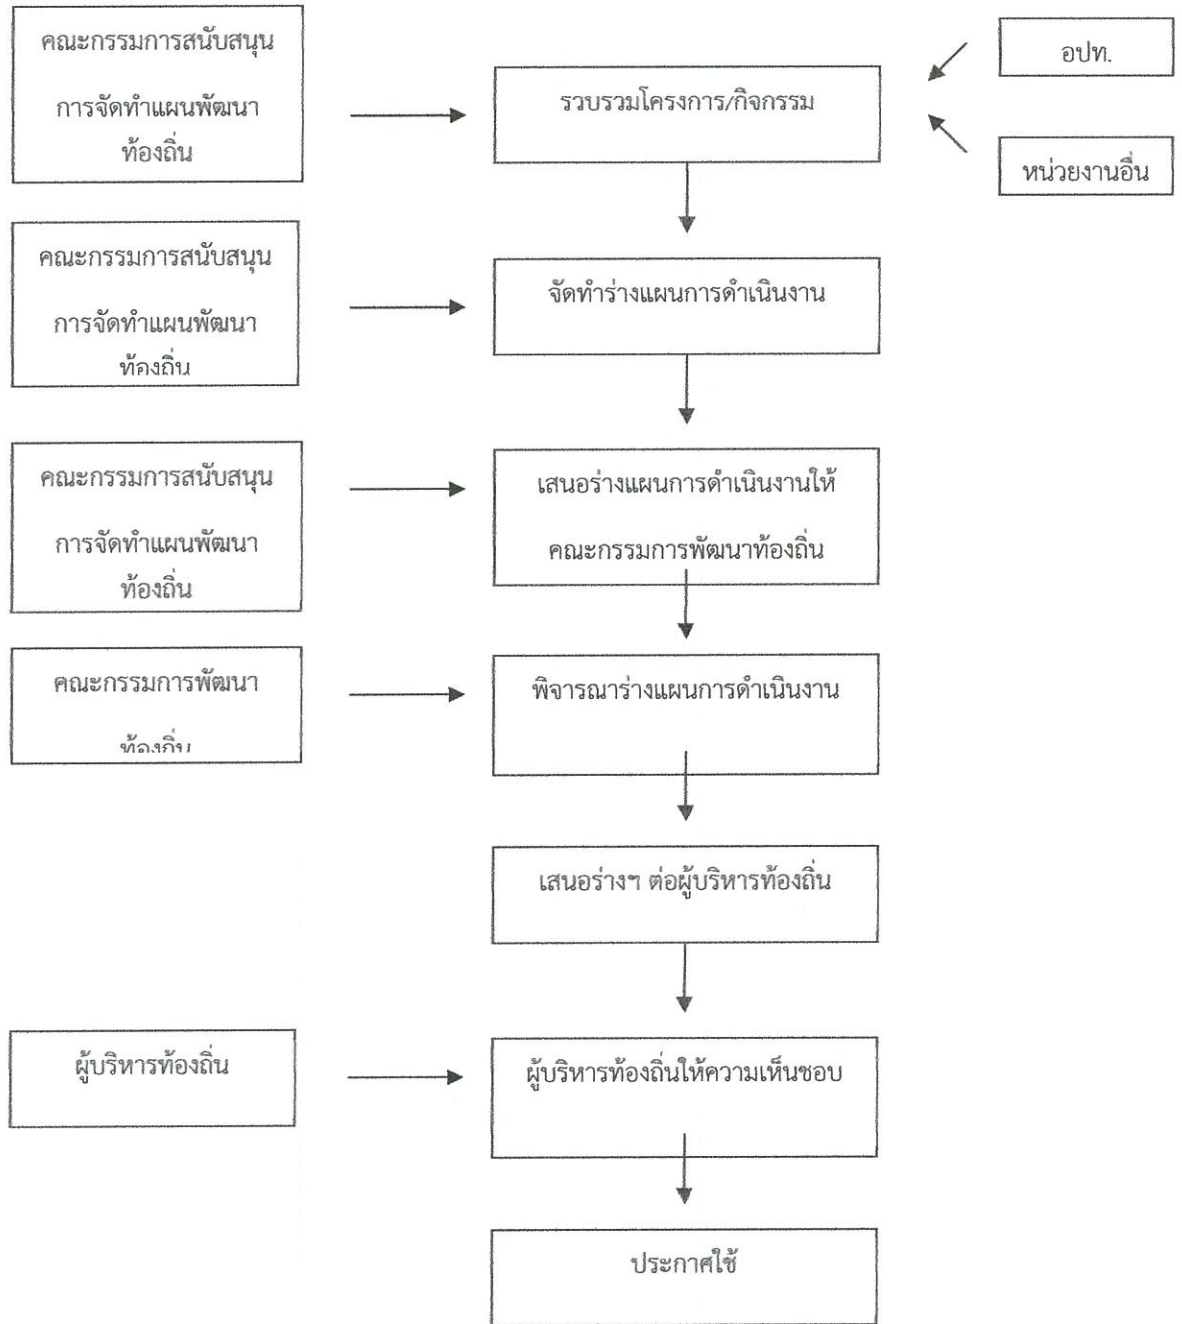 คณะกรรมการสนับสนุน
การจัดทำแผนพัฒนา
ท้องถิ่น
รวบรวมโครงการ/กิจกรรม
อปท.
หน่วยงานอื่น
คณะกรรมการสนับสนุน
การจัดทำแผนพัฒนา
ท้องถิ่น
จัดทำร่างแผนการดำเนินงาน
คณะกรรมการสนับสนุน
การจัดทำแผนพัฒนา
ท้องถิ่น
เสนอร่างแผนการดำเนินงานให้
คณะกรรมการพัฒนาท้องถิ่น
คณะกรรมการพัฒนา
ท้องถิ่น
พิจารณาร่างแผนการดำเนินงาน
เสนอร่างฯ ต่อผู้บริหารท้องถิ่น
ผู้บริหารท้องถิ่น
ผู้บริหารท้องถิ่นให้ความเห็นชอบ
ประกาศใช้